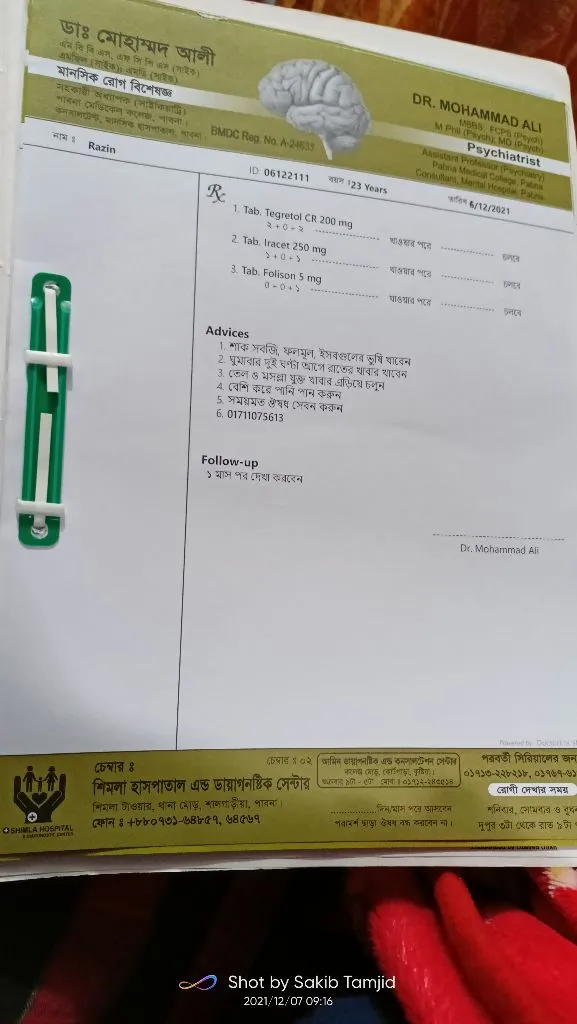 ডাঃ মোহাম্মদ আলী
এম বি বি এস, এফ সি পি এস (সাইক)
এমফিল (সাইক); এমডি (সাইক)
মানসিক রোগ বিশেষজ্ঞ
সহকারী অধ্যাপক (সাইকিয়াট্রি)
পাবনা মেডিকেল কলেজ, পাবনা।
কনসালটেন্ট, মানসিক হাসপাতাল, পাবনা।
BMDC Reg. No. A-24633
DR. MOHAMMAD ALI
MBBS; FCPS (Psych)
M Phil (Psych); MD (Psych)
Psychiatrist
Assistant Professor (Psychiatry)
Pabna Medical College, Pabna
Consultant, Mental Hospital, Pabna
নাম : Razin
ID: 06122111
বয়স : 23 Years
তারিখ 6/12/2021
Rx
1. Tab. Tegretol CR 200 mg
২ + ০ + ২ খাওয়ার পরে চলবে
2. Tab. Iracet 250 mg
১ + ০ + ১ খাওয়ার পরে চলবে
3. Tab. Folison 5 mg
০ + ০ + ১ খাওয়ার পরে চলবে
Advices
1. শাক সবজি, ফলমূল, ইসবগুলের ভুষি খাবেন
2. ঘুমাবার দুই ঘণ্টা আগে রাতের খাবার খাবেন
3. তেল ও মসল্লা যুক্ত খাবার এড়িয়ে চলুন
4. বেশি করে পানি পান করুন
5. সময়মত ঔষধ সেবন করুন
6. 01711075613
Follow-up
১ মাস পর দেখা করবেন
Dr. Mohammad Ali
Powered by
চেম্বার :
শিমলা হাসপাতাল এন্ড ডায়াগনষ্টিক সেন্টার
শিমলা টাওয়ার, থানা মোড়, শালগাড়ীয়া, পাবনা।
ফোন : +৮৮০৭৩১-৬৪৮৫৭, ৬৪৫৬৭
SHIMLA HOSPITAL
& DIAGNOSTIC CENTER
চেম্বার : ০২
আমিন ডায়াগনষ্টিক এন্ড কনসালটেশন সেন্টার
কলেজ মোড়, কোর্টপাড়া, কুষ্টিয়া।
দিন/মাস পরে আসবেন
পরামর্শ ছাড়া ঔষধ বন্ধ করবেন না।
পরবর্তী সিরিয়ালের জন্য
০১৭১৩-২২৮২১৮, ০১৭৬৭-৬১
রোগী দেখার সময়
শনিবার, সোমবার ও বুধ
দুপুর ৩টা থেকে রাত ৯টা
Shot by Sakib Tamjid
2021/12/07 09:16